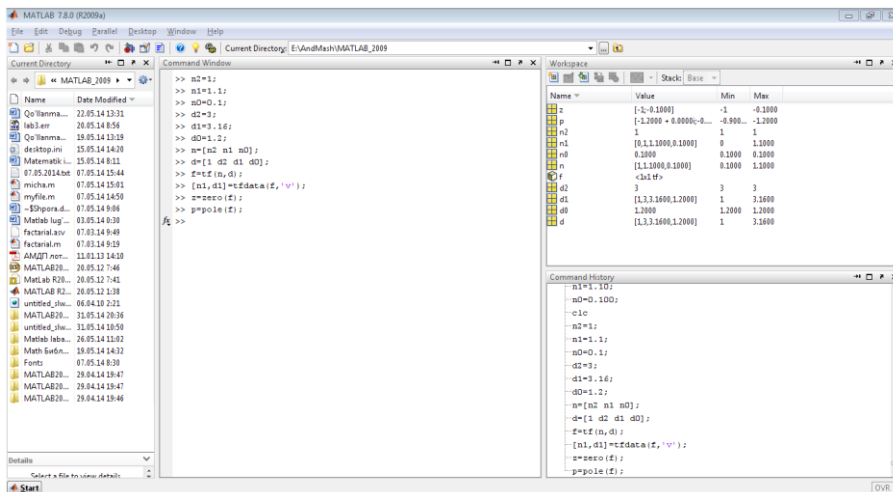 MATLAB 7.8.0 (R2009a)
File Edit Debug Parallel Desktop Window Help
Current Directory: E:\AndMash\MATLAB_2009
Current Directory
« MATLAB_2009
Name Date Modified
Qo'llanma.... 22.05.14 13:31
lab3.err 20.05.14 8:56
Qo'llanma... 19.05.14 13:19
desktop.ini 15.05.14 14:20
Matematik i... 15.05.14 8:11
07.05.2014.txt 07.05.14 15:44
micha.m 07.05.14 15:01
myfile.m 07.05.14 14:50
~$Shpora.d... 07.05.14 9:06
Matlab lug'... 03.05.14 0:30
factarial.asv 07.03.14 9:49
factarial.m 07.03.14 9:19
АМДП лот... 11.01.13 14:10
MATLAB20... 20.05.12 7:46
MatLab R20... 20.05.12 7:41
MATLAB R2... 20.05.12 1:38
untitled_slw... 06.04.10 2:21
MATLAB20... 31.05.14 20:36
untitled_slw... 31.05.14 10:50
Matlab laba... 26.05.14 11:02
Math Библ... 19.05.14 14:32
Fonts 07.05.14 8:30
MATLAB20... 29.04.14 19:47
MATLAB20... 29.04.14 19:47
MATLAB20... 29.04.14 19:46
Details
Select a file to view details
Start
Command Window
>> n2=1;
>> n1=1.1;
>> n0=0.1;
>> d2=3;
>> d1=3.16;
>> d0=1.2;
>> n=[n2 n1 n0];
>> d=[1 d2 d1 d0];
>> f=tf(n,d);
>> [n1,d1]=tfdata(f,'v');
>> z=zero(f);
>> p=pole(f);
fx >>
Workspace
Stack: Base
Name Value Min Max
z [-1;-0.1000] -1 -0.1000
p [-1.2000 + 0.0000i;-0.... -0.900... -1.2000
n2 1 1 1
n1 [0,1,1.1000,0.1000] 0 1.1000
n0 0.1000 0.1000 0.1000
n [1,1.1000,0.1000] 0.1000 1.1000
f <1x1 tf>
d2 3 3 3
d1 [1,3,3.1600,1.2000] 1 3.1600
d0 1.2000 1.2000 1.2000
d [1,3,3.1600,1.2000] 1 3.1600
Command History
n1=1.10;
n0=0.100;
clc
n2=1;
n1=1.1;
n0=0.1;
d2=3;
d1=3.16;
d0=1.2;
n=[n2 n1 n0];
d=[1 d2 d1 d0];
f=tf(n,d);
[n1,d1]=tfdata(f,'v');
z=zero(f);
p=pole(f);
OVR